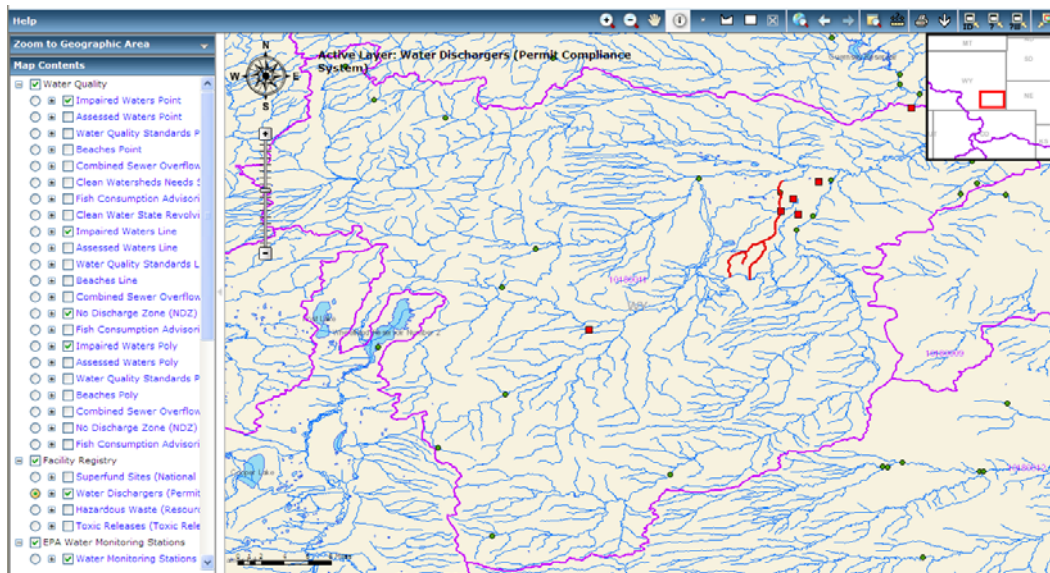 Help
Zoom to Geographic Area
Map Contents
Water Quality
Impaired Waters Point
Assessed Waters Point
Water Quality Standards P
Beaches Point
Combined Sewer Overflow
Clean Watersheds Needs S
Fish Consumption Advisori
Clean Water State Revolvi
Impaired Waters Line
Assessed Waters Line
Water Quality Standards L
Beaches Line
Combined Sewer Overflow
No Discharge Zone (NDZ)
Fish Consumption Advisori
Impaired Waters Poly
Assessed Waters Poly
Water Quality Standards P
Beaches Poly
Combined Sewer Overflow
No Discharge Zone (NDZ)
Fish Consumption Advisori
Facility Registry
Superfund Sites (National
Water Dischargers (Permit
Hazardous Waste (Resourc
Toxic Releases (Toxic Rele
EPA Water Monitoring Stations
Water Monitoring Stations
Active Layer: Water Dischargers (Permit Compliance
System)
N
W
E
S
MT
WY
SD
NE
10180011
10180009
10180012